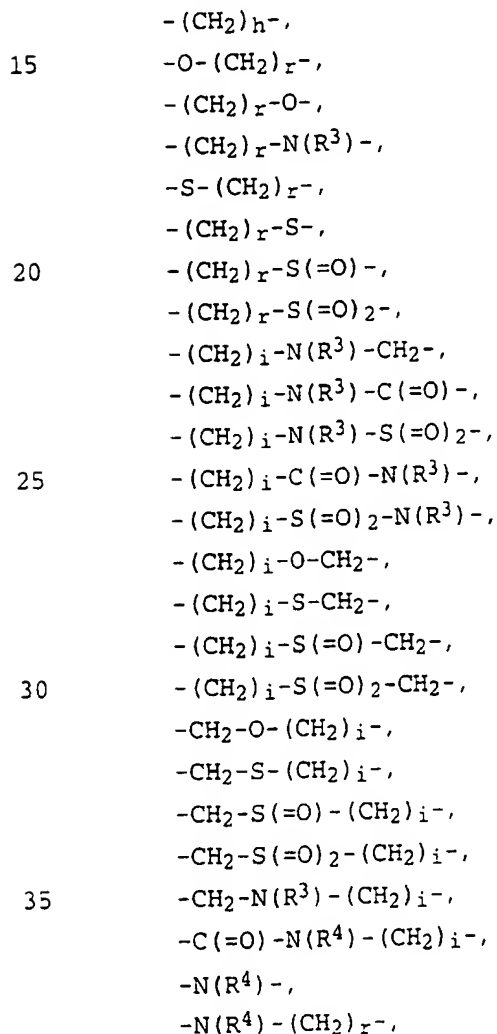 -(CH2)h-,
15 -O-(CH2)r-,
-(CH2)r-O-,
-(CH2)r-N(R3)-,
-S-(CH2)r-,
-(CH2)r-S-,
20 -(CH2)r-S(=O)-,
-(CH2)r-S(=O)2-,
-(CH2)i-N(R3)-CH2-,
-(CH2)i-N(R3)-C(=O)-,
-(CH2)i-N(R3)-S(=O)2-,
25 -(CH2)i-C(=O)-N(R3)-,
-(CH2)i-S(=O)2-N(R3)-,
-(CH2)i-O-CH2-,
-(CH2)i-S-CH2-,
-(CH2)i-S(=O)-CH2-,
30 -(CH2)i-S(=O)2-CH2-,
-CH2-O-(CH2)i-,
-CH2-S-(CH2)i-,
-CH2-S(=O)-(CH2)i-,
-CH2-S(=O)2-(CH2)i-,
35 -CH2-N(R3)-(CH2)i-,
-C(=O)-N(R4)-(CH2)i-,
-N(R4)-,
-N(R4)-(CH2)r-,